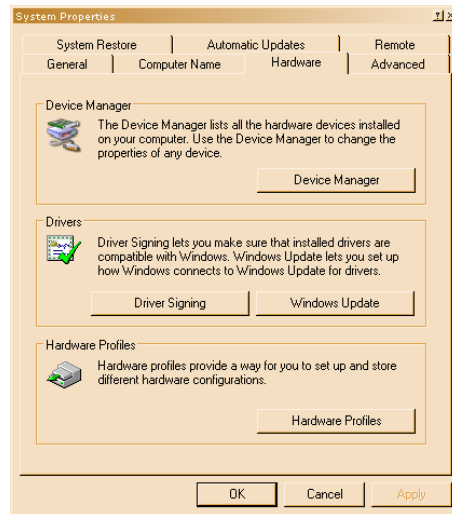 System Properties
System Restore Automatic Updates Remote
General Computer Name Hardware Advanced
Device Manager
The Device Manager lists all the hardware devices installed
on your computer. Use the Device Manager to change the
properties of any device.
Device Manager
Drivers
Driver Signing lets you make sure that installed drivers are
compatible with Windows. Windows Update lets you set up
how Windows connects to Windows Update for drivers.
Driver Signing Windows Update
Hardware Profiles
Hardware profiles provide a way for you to set up and store
different hardware configurations.
Hardware Profiles
OK Cancel Apply